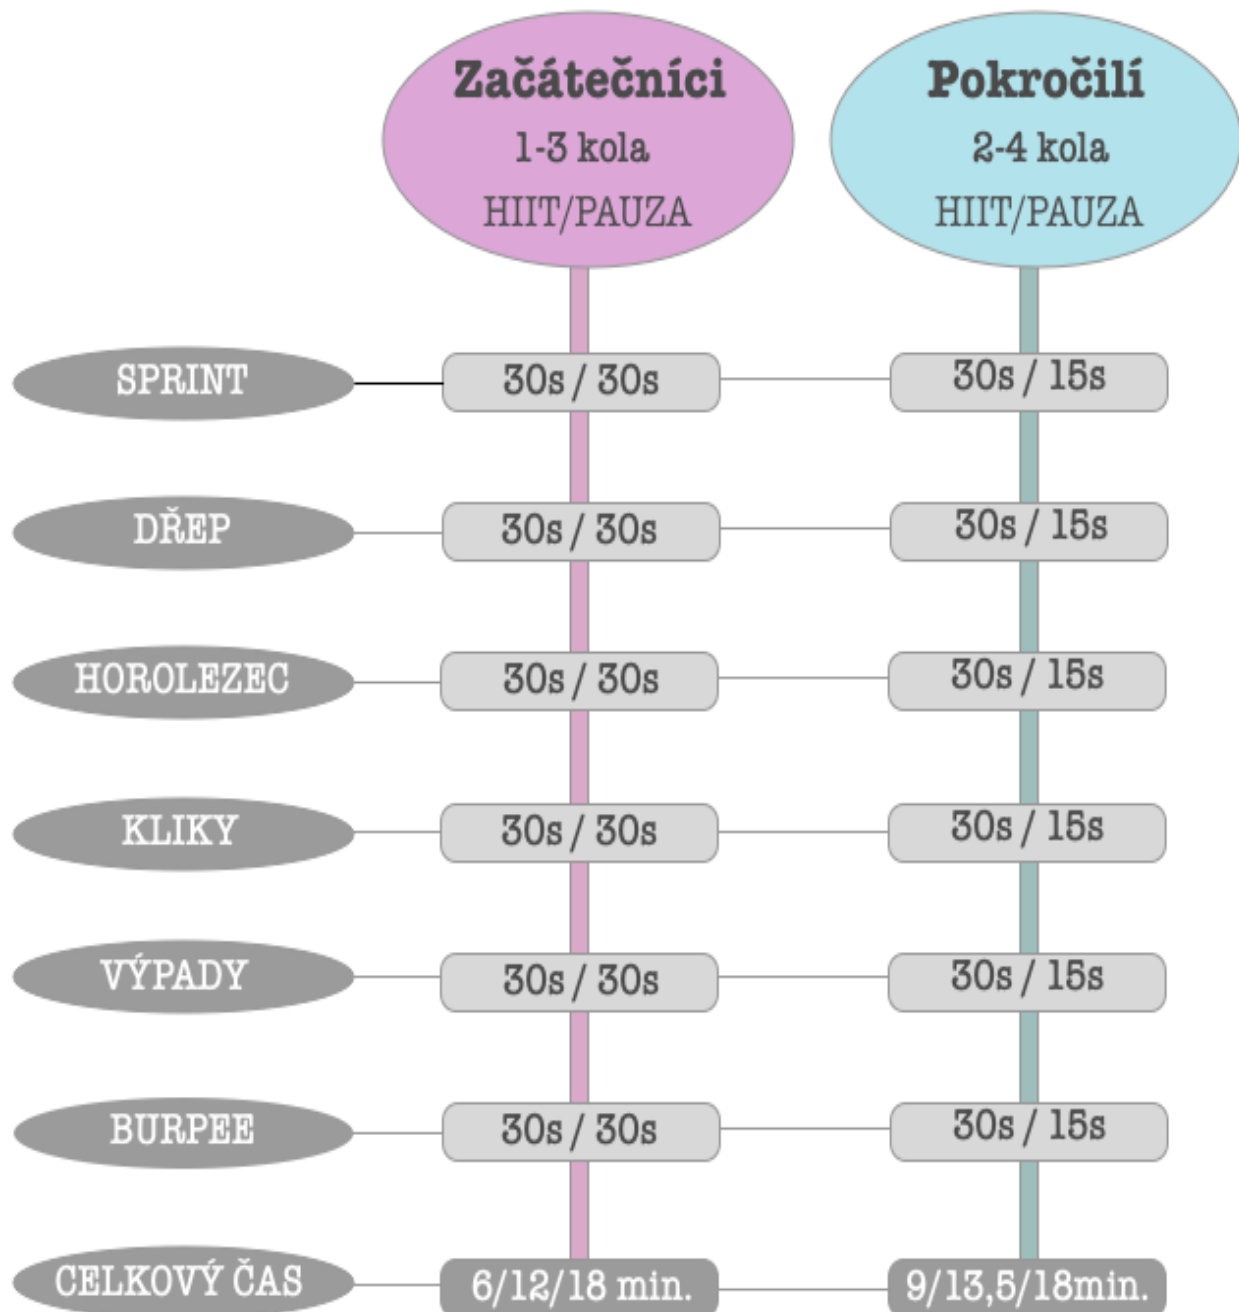 Začátečníci
1-3 kola
HIIT/PAUZA
Pokročilí
2-4 kola
HIIT/PAUZA
SPRINT 30s / 30s 30s / 15s
DŘEP 30s / 30s 30s / 15s
HOROLEZEC 30s / 30s 30s / 15s
KLIKY 30s / 30s 30s / 15s
VÝPADY 30s / 30s 30s / 15s
BURPEE 30s / 30s 30s / 15s
CELKOVÝ ČAS 6/12/18 min. 9/13,5/18min.